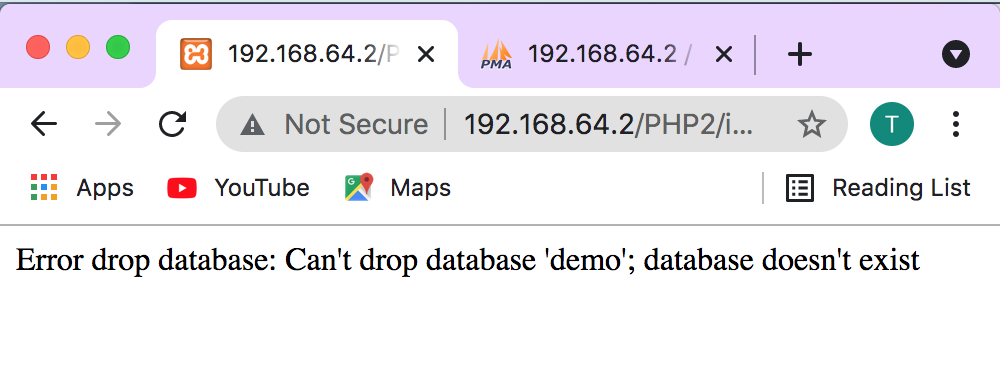 192.168.64.2/P
PMA
192.168.64.2 /
Not Secure
192.168.64.2/PHP2/i...
T
Apps
YouTube
Maps
Reading List
Error drop database: Can't drop database 'demo'; database doesn't exist